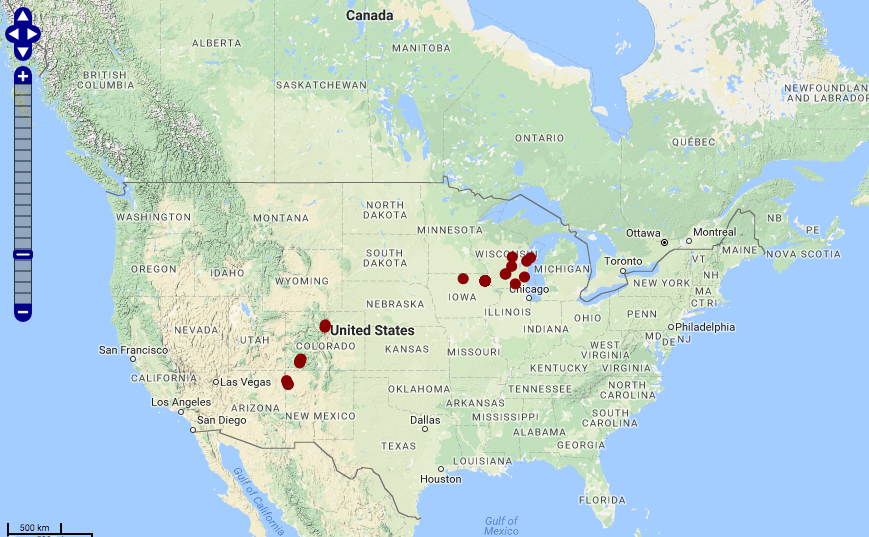 Canada
ALBERTA
MANITOBA
BRITISH
COLUMBIA
SASKATCHEWAN
NEWFOUNDLAN
AND LABRADOR
ONTARIO
QUÉBEC
WASHINGTON
MONTANA
NORTH
DAKOTA
MINNESOTA
NB
PE
Ottawa
Montreal
MAINE
NOVA SCOTIA
OREGON
IDAHO
SOUTH
DAKOTA
WISCONSIN
MICHIGAN
Toronto
VT
NH
WYOMING
NEW YORK
MA
CT
RI
IOWA
Chicago
NEBRASKA
ILLINOIS
INDIANA
OHIO
PENN
NEVADA
UTAH
United States
COLORADO
Philadelphia
MD
DE
NJ
San Francisco
KANSAS
MISSOURI
WEST
VIRGINIA
KENTUCKY
VIRGINIA
CALIFORNIA
Las Vegas
OKLAHOMA
TENNESSEE
NORTH
CAROLINA
Los Angeles
ARIZONA
NEW MEXICO
ARKANSAS
MISSISSIPPI
SOUTH
CAROLINA
San Diego
Dallas
ALABAMA
TEXAS
GEORGIA
LOUISIANA
Houston
Gulf of
California
FLORIDA
Gulf of
Mexico
500 km